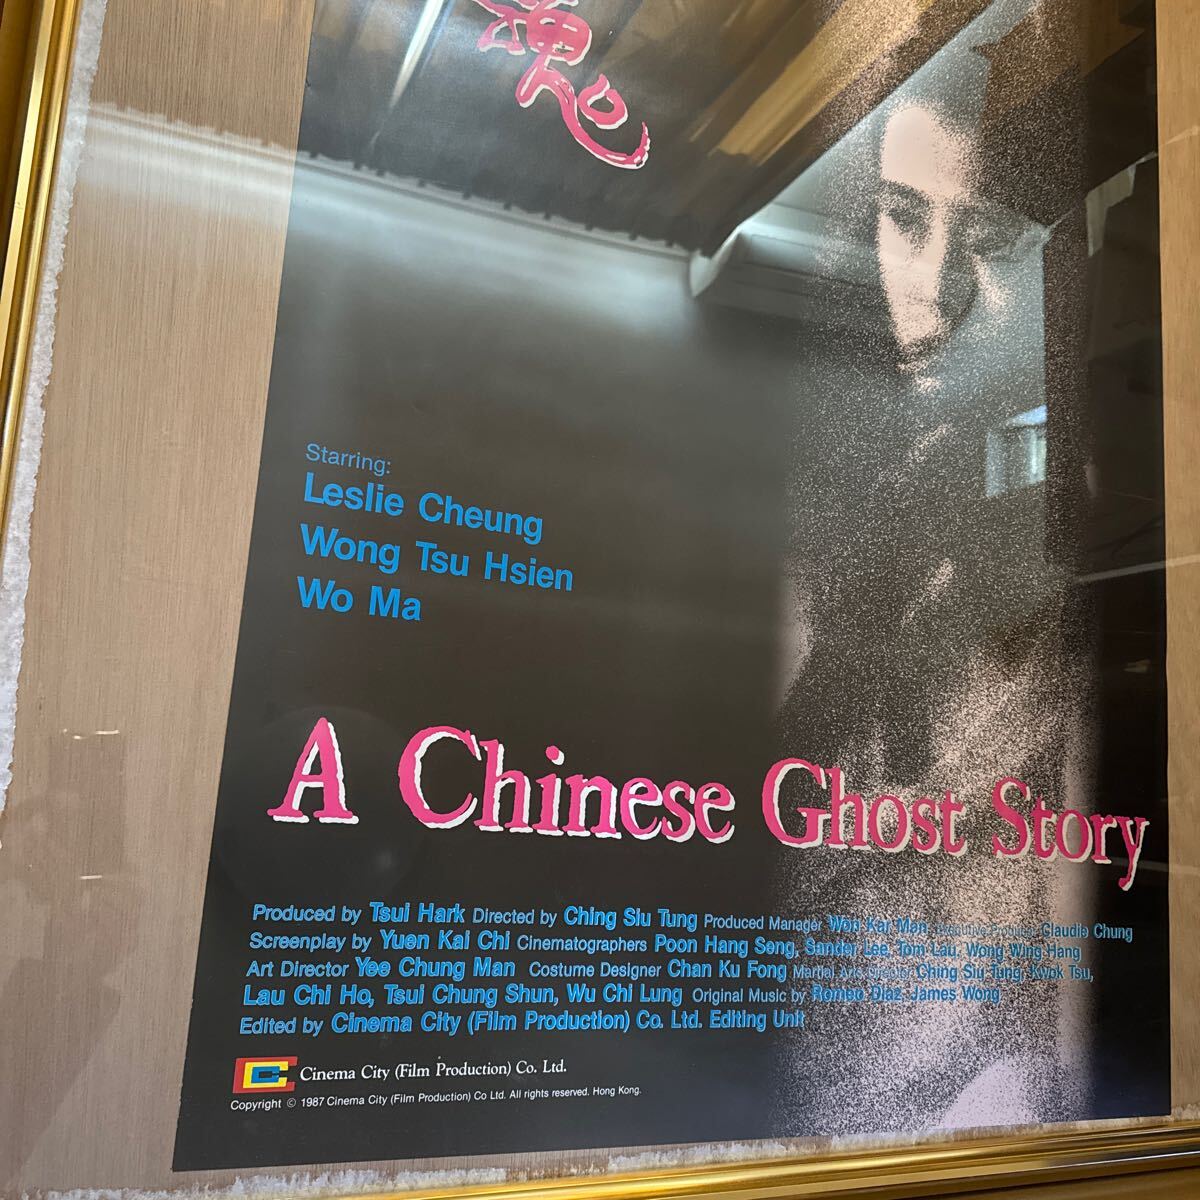 魂
Starring:
Leslie Cheung
Wong Tsu Hsien
Wo Ma
A Chinese Ghost Story
Produced by Tsui Hark Directed by Ching Siu Tung Produced Manager Won Kar Man Executive Producer Claudie Chung
Screenplay by Yuen Kai Chi Cinematographers Poon Hang Seng, Sander Lee, Tom Lau, Wong Wing Hang
Art Director Yee Chung Man Costume Designer Chan Ku Fong Martial Arts Director Ching Siu Tung, Kwok Tsu,
Lau Chi Ho, Tsui Chung Shun, Wu Chi Lung Original Music by Romeo Diaz, James Wong
Edited by Cinema City (Film Production) Co. Ltd. Editing Unit
Cinema City (Film Production) Co. Ltd.
Copyright © 1987 Cinema City (Film Production) Co Ltd. All rights reserved. Hong Kong.